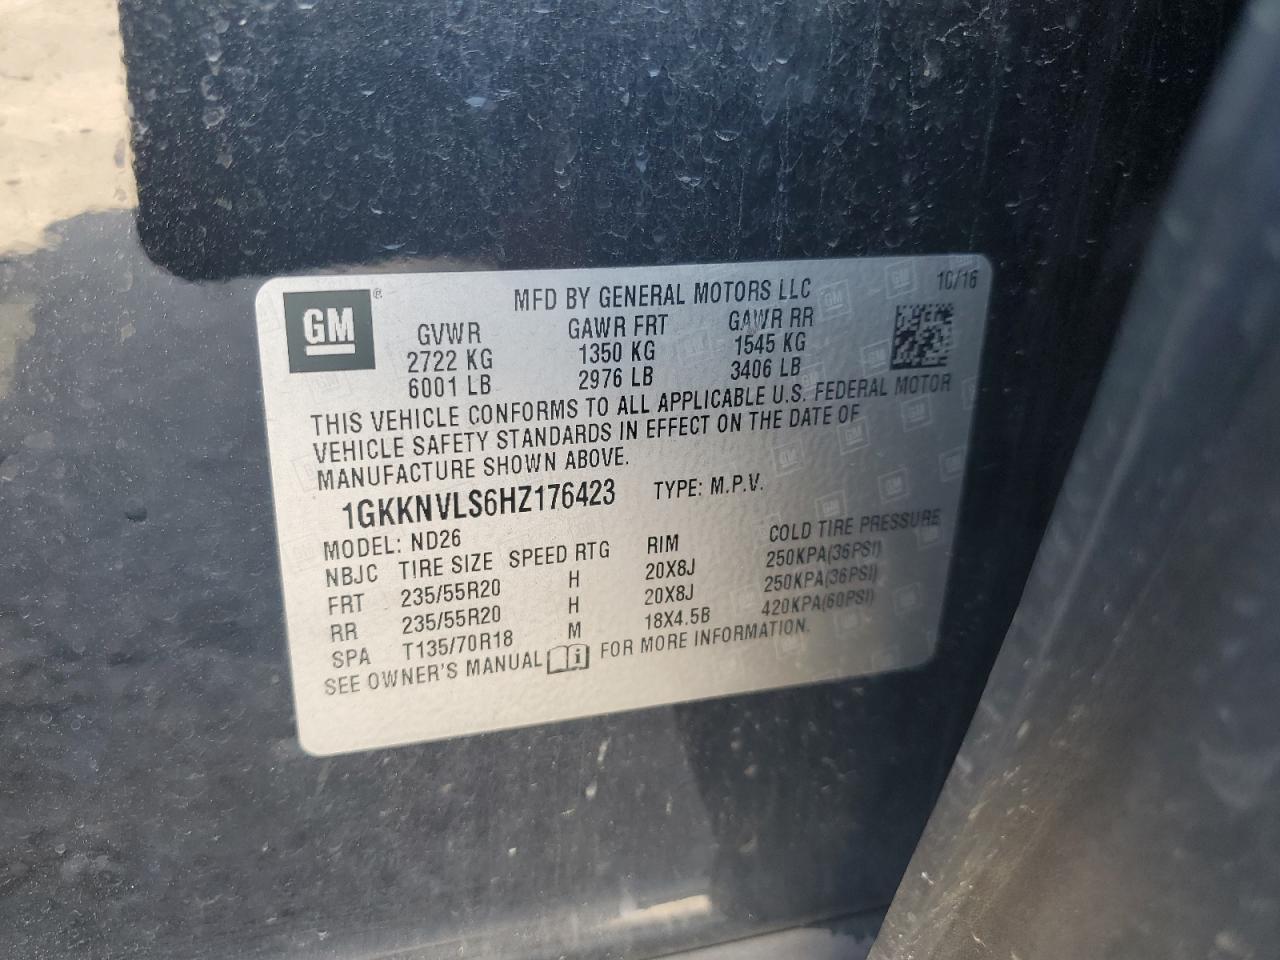 GM®
MFD BY GENERAL MOTORS LLC 10/16
GVWR GAWR FRT GAWR RR
2722 KG 1350 KG 1545 KG
6001 LB 2976 LB 3406 LB
THIS VEHICLE CONFORMS TO ALL APPLICABLE U.S. FEDERAL MOTOR
VEHICLE SAFETY STANDARDS IN EFFECT ON THE DATE OF
MANUFACTURE SHOWN ABOVE.
1GKKNVLS6HZ176423 TYPE: M.P.V.
MODEL: ND26
NBJC TIRE SIZE SPEED RTG RIM COLD TIRE PRESSURE
FRT 235/55R20 H 20X8J 250KPA(36PSI)
RR 235/55R20 H 20X8J 250KPA(36PSI)
SPA T135/70R18 M 18X4.5B 420KPA(60PSI)
SEE OWNER'S MANUAL FOR MORE INFORMATION.